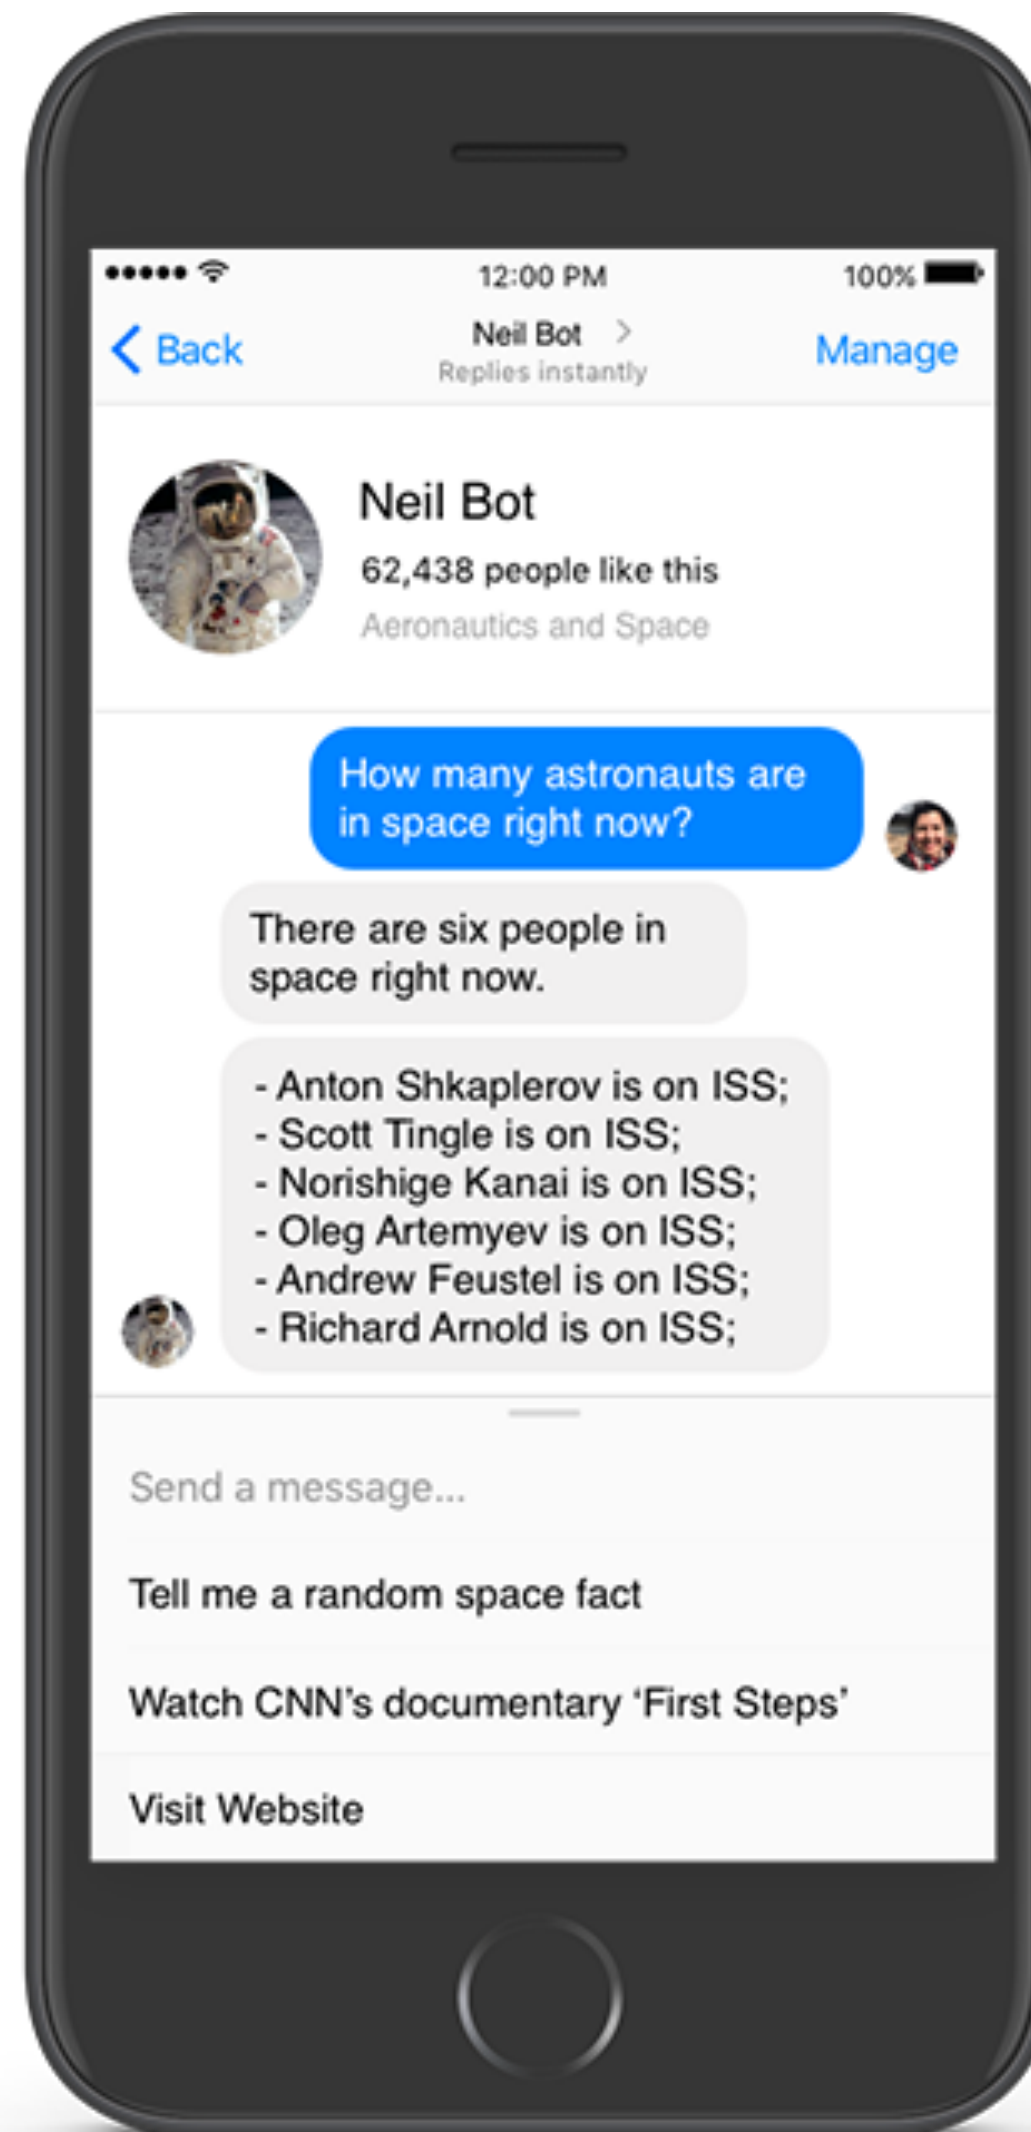 12:00 PM 100%
Back Neil Bot Manage
Replies instantly
Neil Bot
62,438 people like this
Aeronautics and Space
How many astronauts are
in space right now?
There are six people in
space right now.
- Anton Shkaplerov is on ISS;
- Scott Tingle is on ISS;
- Norishige Kanai is on ISS;
- Oleg Artemyev is on ISS;
- Andrew Feustel is on ISS;
- Richard Arnold is on ISS;
Send a message...
Tell me a random space fact
Watch CNN’s documentary ‘First Steps’
Visit Website